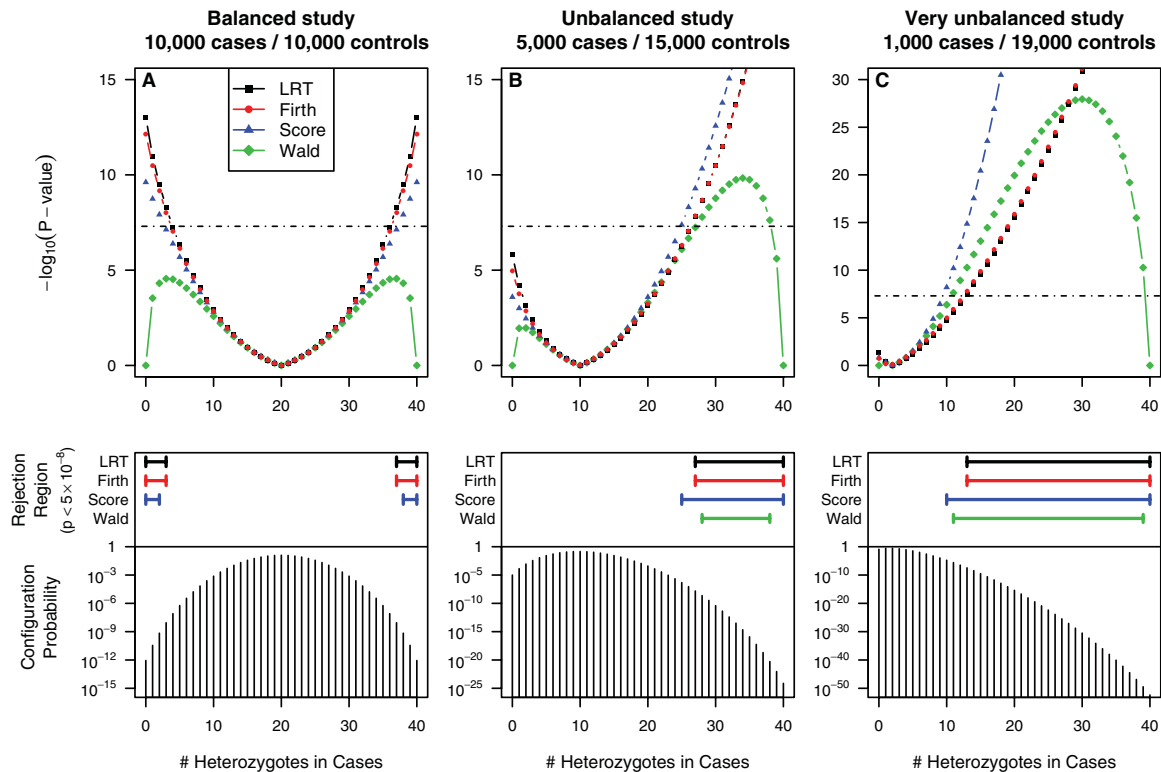 Balanced study
10,000 cases / 10,000 controls
Unbalanced study
5,000 cases / 15,000 controls
Very unbalanced study
1,000 cases / 19,000 controls
A
LRT
Firth
Score
Wald
B
C
−log10(P − value)
15
10
5
0
0 10 20 30 40
15
10
5
0
0 10 20 30 40
30
25
20
15
10
5
0
0 10 20 30 40
Rejection
Region
(p < 5 × 10−8)
LRT
Firth
Score
Wald
LRT
Firth
Score
Wald
LRT
Firth
Score
Wald
Configuration
Probability
1
10−3
10−6
10−9
10−12
10−15
1
10−5
10−10
10−15
10−20
10−25
1
10−10
10−20
10−30
10−40
10−50
0 10 20 30 40
0 10 20 30 40
0 10 20 30 40
# Heterozygotes in Cases
# Heterozygotes in Cases
# Heterozygotes in Cases